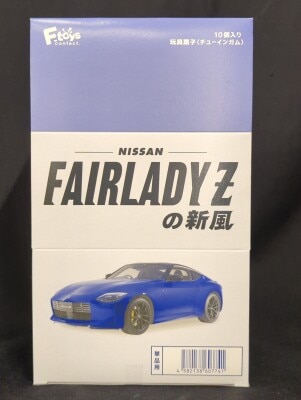 F-toys
Confect.
10個入り
玩具菓子(チューインガム)
NISSAN
FAIRLADY Z
の新風
単品用